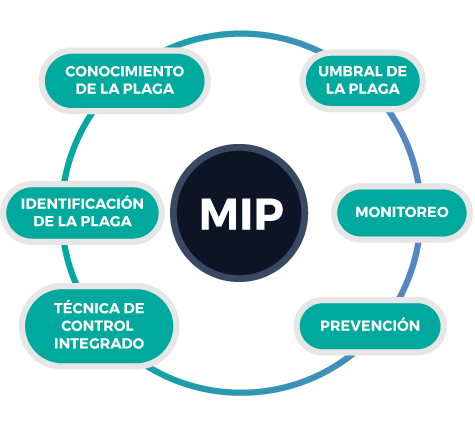 CONOCIMIENTO
DE LA PLAGA
UMBRAL DE
LA PLAGA
IDENTIFICACIÓN
DE LA PLAGA
MIP
MONITOREO
TÉCNICA DE
CONTROL
INTEGRADO
PREVENCIÓN